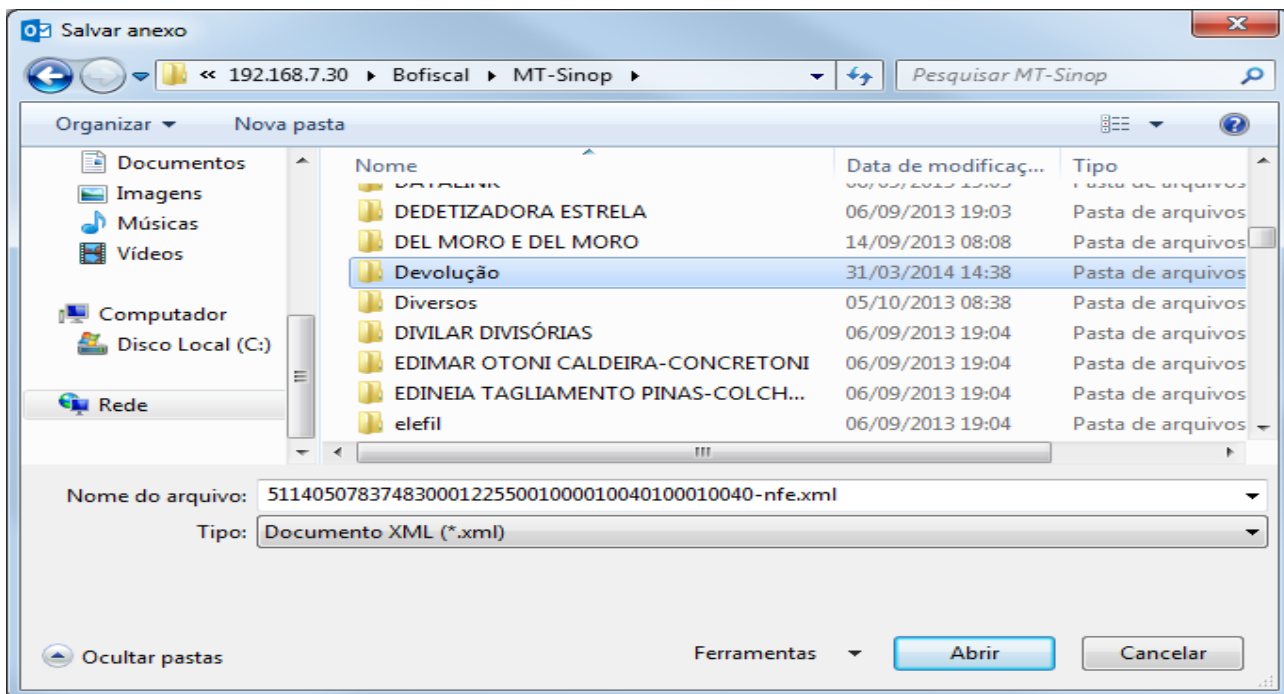 Salvar anexo
« 192.168.7.30 ▸ Bofiscal ▸ MT-Sinop ▸ Pesquisar MT-Sinop
Organizar Nova pasta
Documentos
Imagens
Músicas
Vídeos
Computador
Disco Local (C:)
Rede
Nome Data de modificaç... Tipo
DATALINK
DEDETIZADORA ESTRELA 06/09/2013 19:03 Pasta de arquivos
DEL MORO E DEL MORO 14/09/2013 08:08 Pasta de arquivos
Devolução 31/03/2014 14:38 Pasta de arquivos
Diversos 05/10/2013 08:38 Pasta de arquivos
DIVILAR DIVISÓRIAS 06/09/2013 19:04 Pasta de arquivos
EDIMAR OTONI CALDEIRA-CONCRETONI 06/09/2013 19:04 Pasta de arquivos
EDINEIA TAGLIAMENTO PINAS-COLCH... 06/09/2013 19:04 Pasta de arquivos
elefil 06/09/2013 19:04 Pasta de arquivos
Nome do arquivo: 5114050783748300012255001000010040100010040-nfe.xml
Tipo: Documento XML (*.xml)
Ocultar pastas Ferramentas Abrir Cancelar